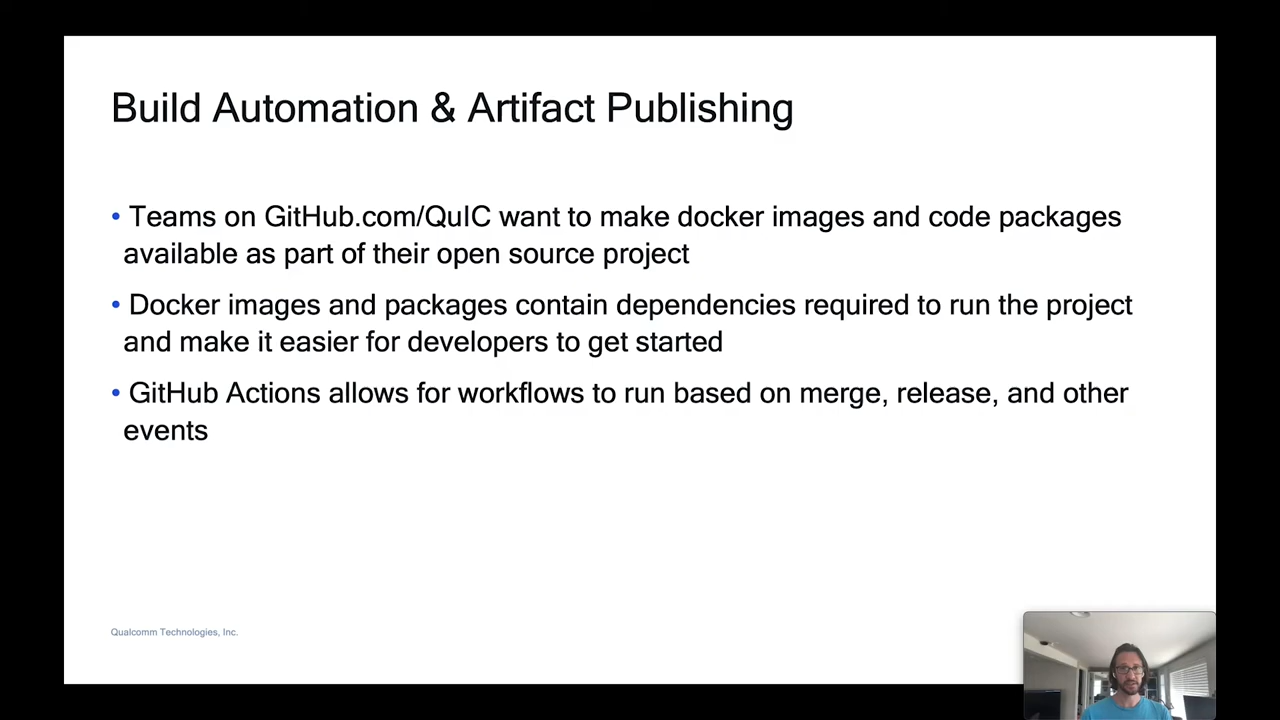 Build Automation & Artifact Publishing
• Teams on GitHub.com/QuIC want to make docker images and code packages
available as part of their open source project
• Docker images and packages contain dependencies required to run the project
and make it easier for developers to get started
• GitHub Actions allows for workflows to run based on merge, release, and other
events
Qualcomm Technologies, Inc.